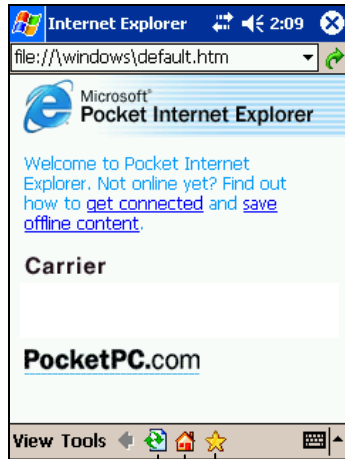 Internet Explorer 2:09
file://\windows\default.htm
Microsoft®
Pocket Internet Explorer
Welcome to Pocket Internet
Explorer. Not online yet? Find out
how to get connected and save
offline content.
Carrier
PocketPC.com
View Tools